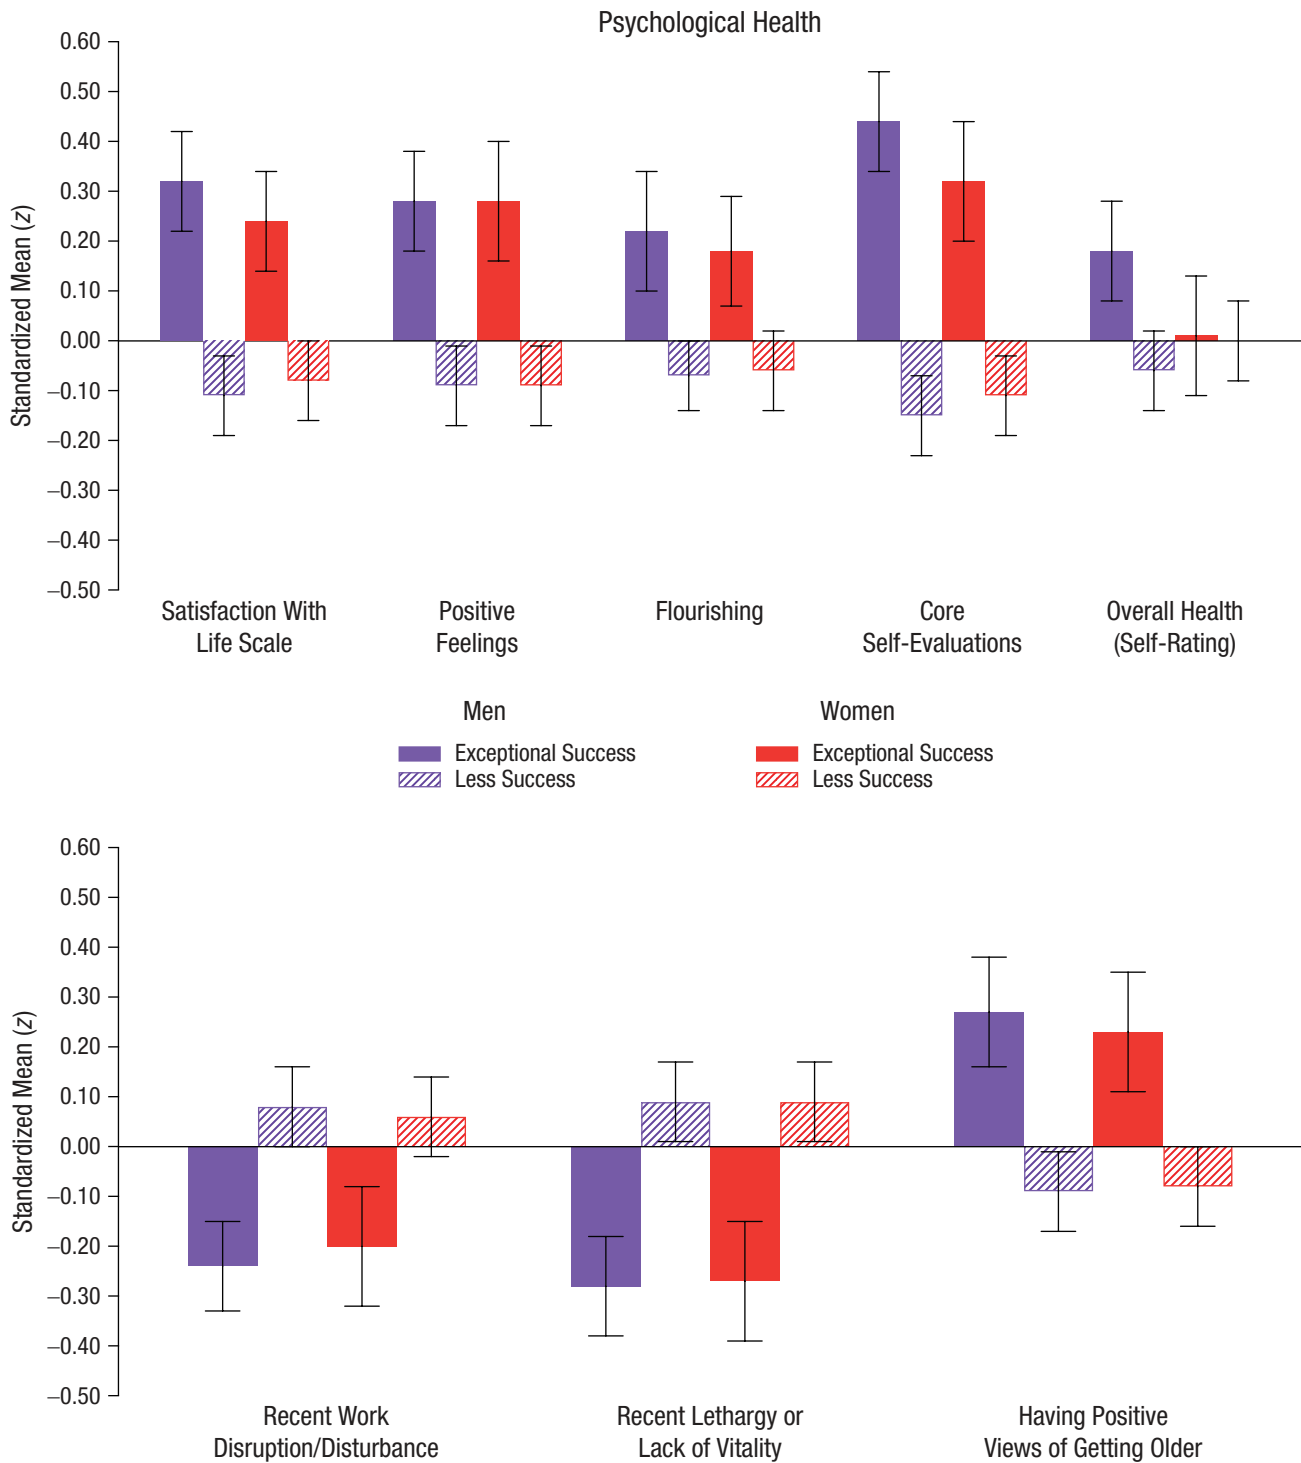 Psychological Health
Standardized Mean (z)
0.60
0.50
0.40
0.30
0.20
0.10
0.00
–0.10
–0.20
–0.30
–0.40
–0.50
Satisfaction With
Life Scale
Positive
Feelings
Flourishing
Core
Self-Evaluations
Overall Health
(Self-Rating)
Men
Exceptional Success
Less Success
Women
Exceptional Success
Less Success
Standardized Mean (z)
0.60
0.50
0.40
0.30
0.20
0.10
0.00
–0.10
–0.20
–0.30
–0.40
–0.50
Recent Work
Disruption/Disturbance
Recent Lethargy or
Lack of Vitality
Having Positive
Views of Getting Older